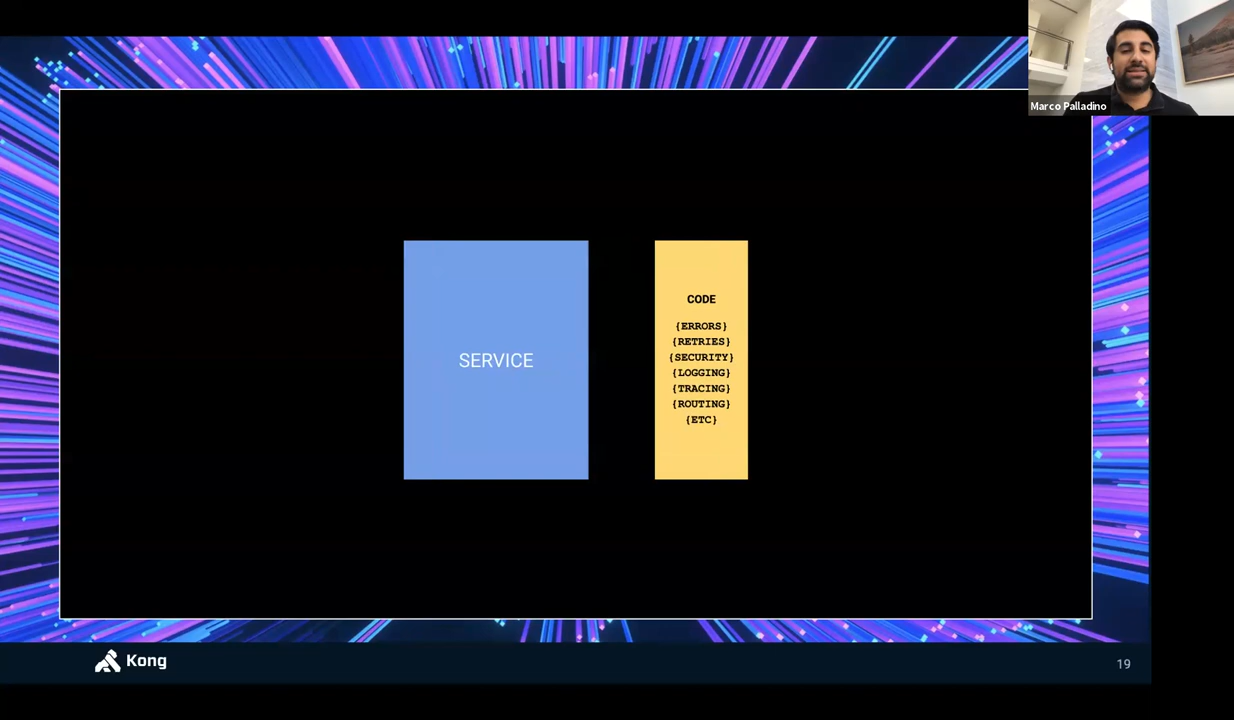 Marco Palladino
SERVICE
CODE
{ERRORS}
{RETRIES}
{SECURITY}
{LOGGING}
{TRACING}
{ROUTING}
{ETC}
Kong
19